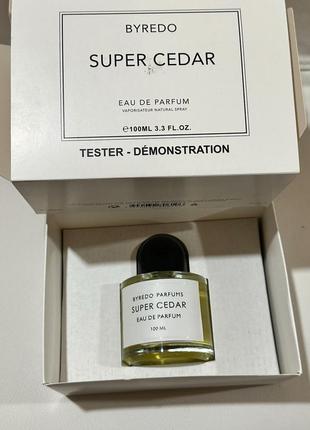 BYREDO
SUPER CEDAR
EAU DE PARFUM
VAPORISATEUR NATURAL SPRAY
℮100ML 3.3 FL.OZ.
TESTER - DÉMONSTRATION
BYREDO PARFUMS
SUPER CEDAR
EAU DE PARFUM
100 ML